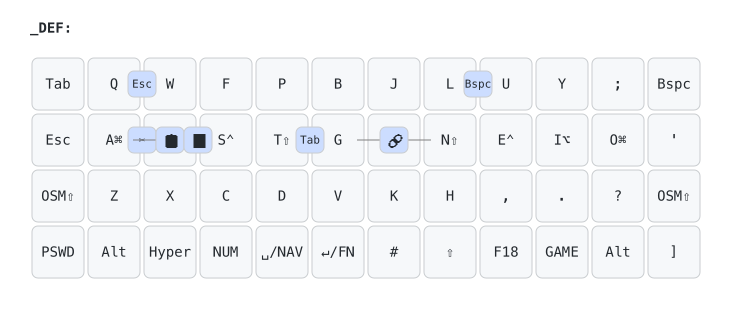 _DEF:
Tab Q Esc W F P B J L Bspc U Y ; Bspc
Esc A⌘ S^ T⇧ Tab G N⇧ E^ I⌥ O⌘ '
OSM⇧ Z X C D V K H , . ? OSM⇧
PSWD Alt Hyper NUM ␣/NAV ↵/FN # ⇧ F18 GAME Alt ]